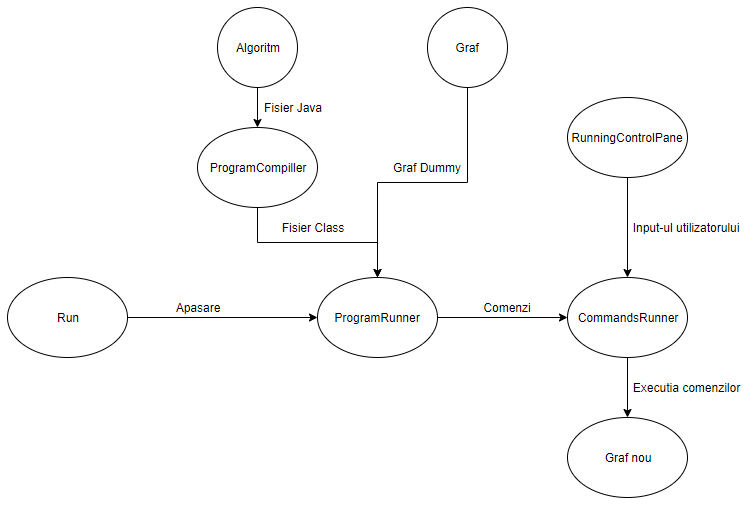 Algoritm
Graf
Fisier Java
RunningControlPane
ProgramCompiller
Graf Dummy
Fisier Class
Input-ul utilizatorului
Run
Apasare
ProgramRunner
Comenzi
CommandsRunner
Executia comenzilor
Graf nou